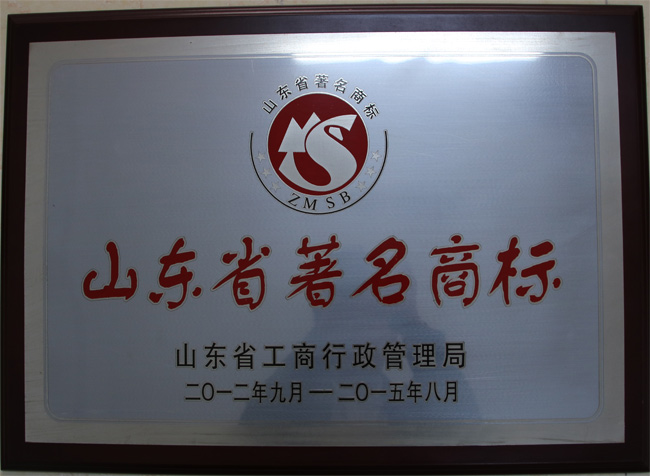 山东省著名商标
ZMSB
山东省著名商标
山东省工商行政管理局
二〇一二年九月—二〇一五年八月